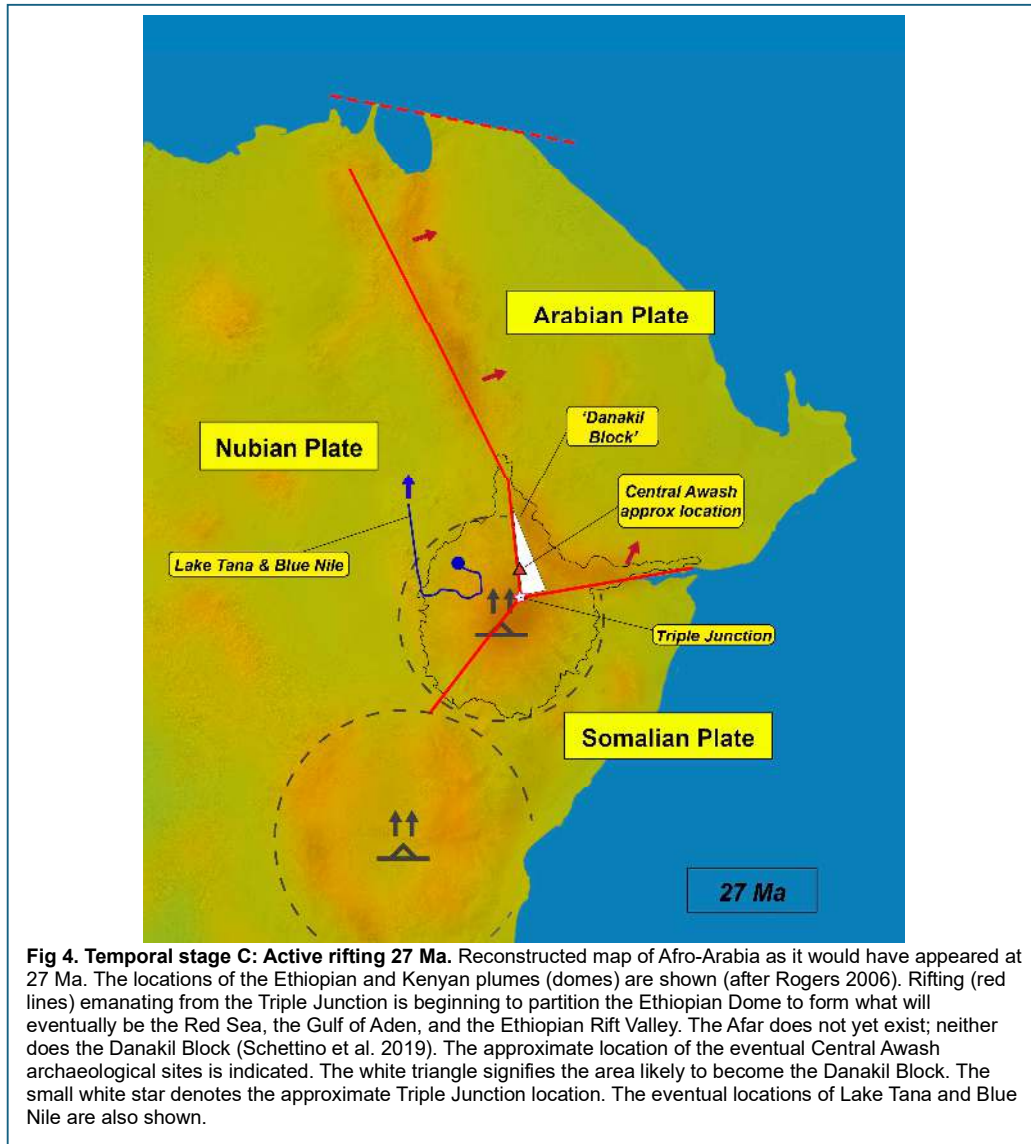 Arabian Plate
'Danakil
Block'
Nubian Plate
Central Awash
approx location
Lake Tana & Blue Nile
Triple Junction
Somalian Plate
27 Ma
Fig 4. Temporal stage C: Active rifting 27 Ma. Reconstructed map of Afro-Arabia as it would have appeared at
27 Ma. The locations of the Ethiopian and Kenyan plumes (domes) are shown (after Rogers 2006). Rifting (red
lines) emanating from the Triple Junction is beginning to partition the Ethiopian Dome to form what will
eventually be the Red Sea, the Gulf of Aden, and the Ethiopian Rift Valley. The Afar does not yet exist; neither
does the Danakil Block (Schettino et al. 2019). The approximate location of the eventual Central Awash
archaeological sites is indicated. The white triangle signifies the area likely to become the Danakil Block. The
small white star denotes the approximate Triple Junction location. The eventual locations of Lake Tana and Blue
Nile are also shown.